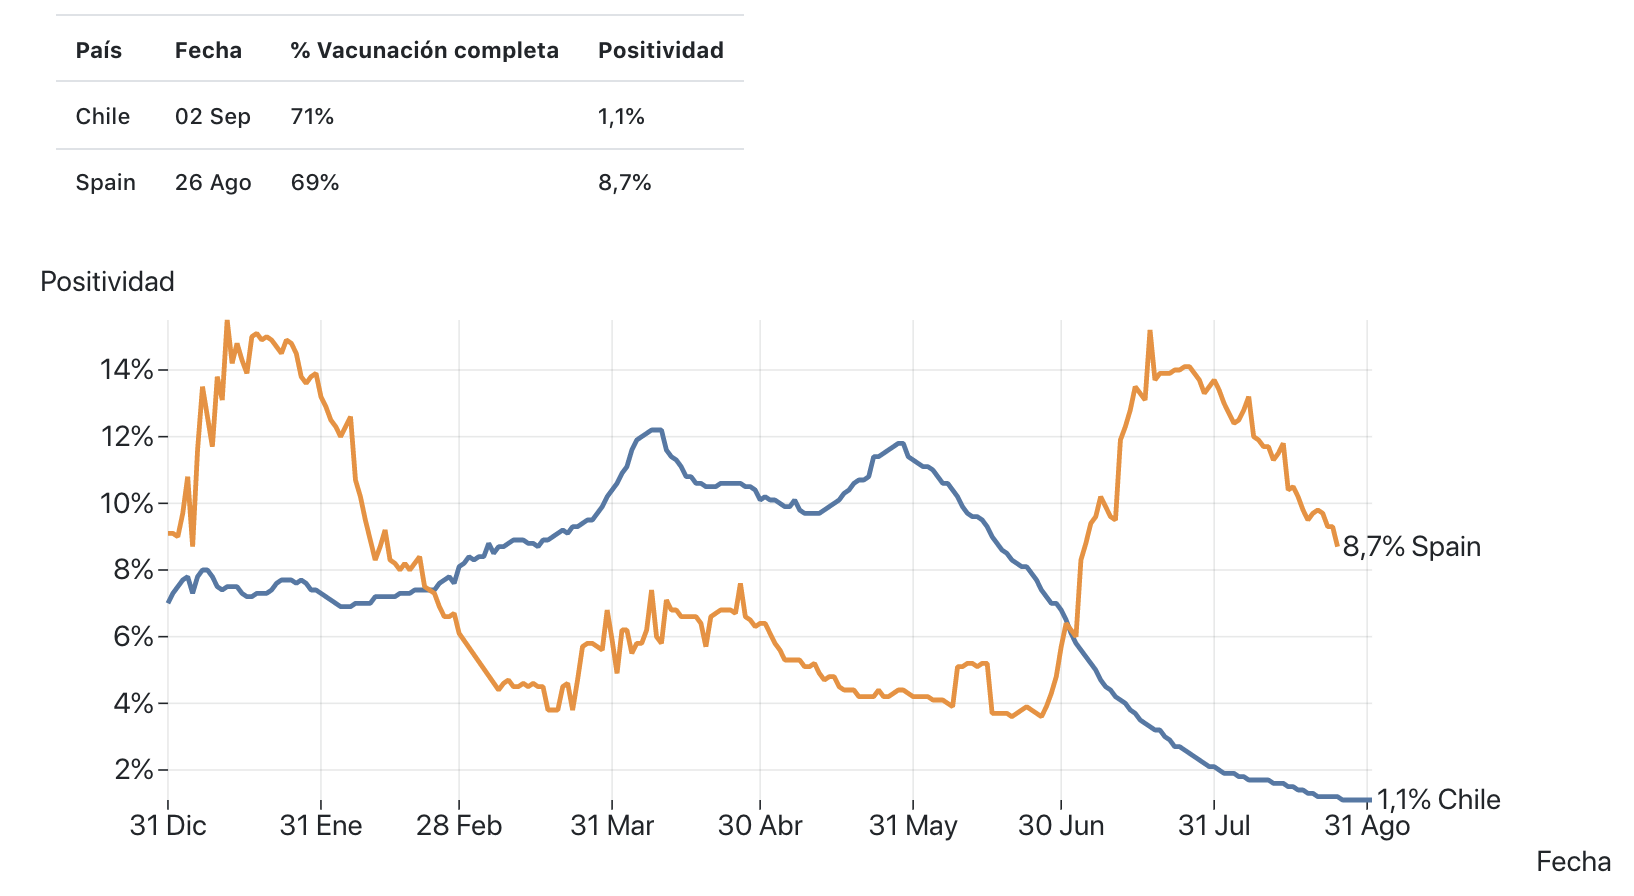 País Fecha % Vacunación completa Positividad
Chile 02 Sep 71% 1,1%
Spain 26 Ago 69% 8,7%
Positividad
14%
12%
10%
8%
6%
4%
2%
8,7% Spain
1,1% Chile
31 Dic 31 Ene 28 Feb 31 Mar 30 Abr 31 May 30 Jun 31 Jul 31 Ago
Fecha